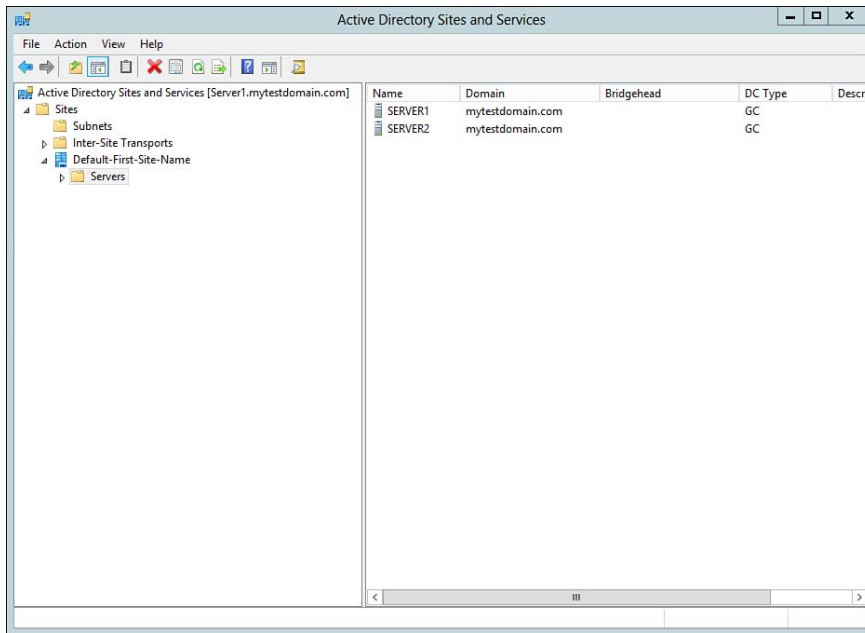 Active Directory Sites and Services
File Action View Help
Active Directory Sites and Services [Server1.mytestdomain.com]
Sites
Subnets
Inter-Site Transports
Default-First-Site-Name
Servers
Name Domain Bridgehead DC Type Descr
SERVER1 mytestdomain.com GC
SERVER2 mytestdomain.com GC